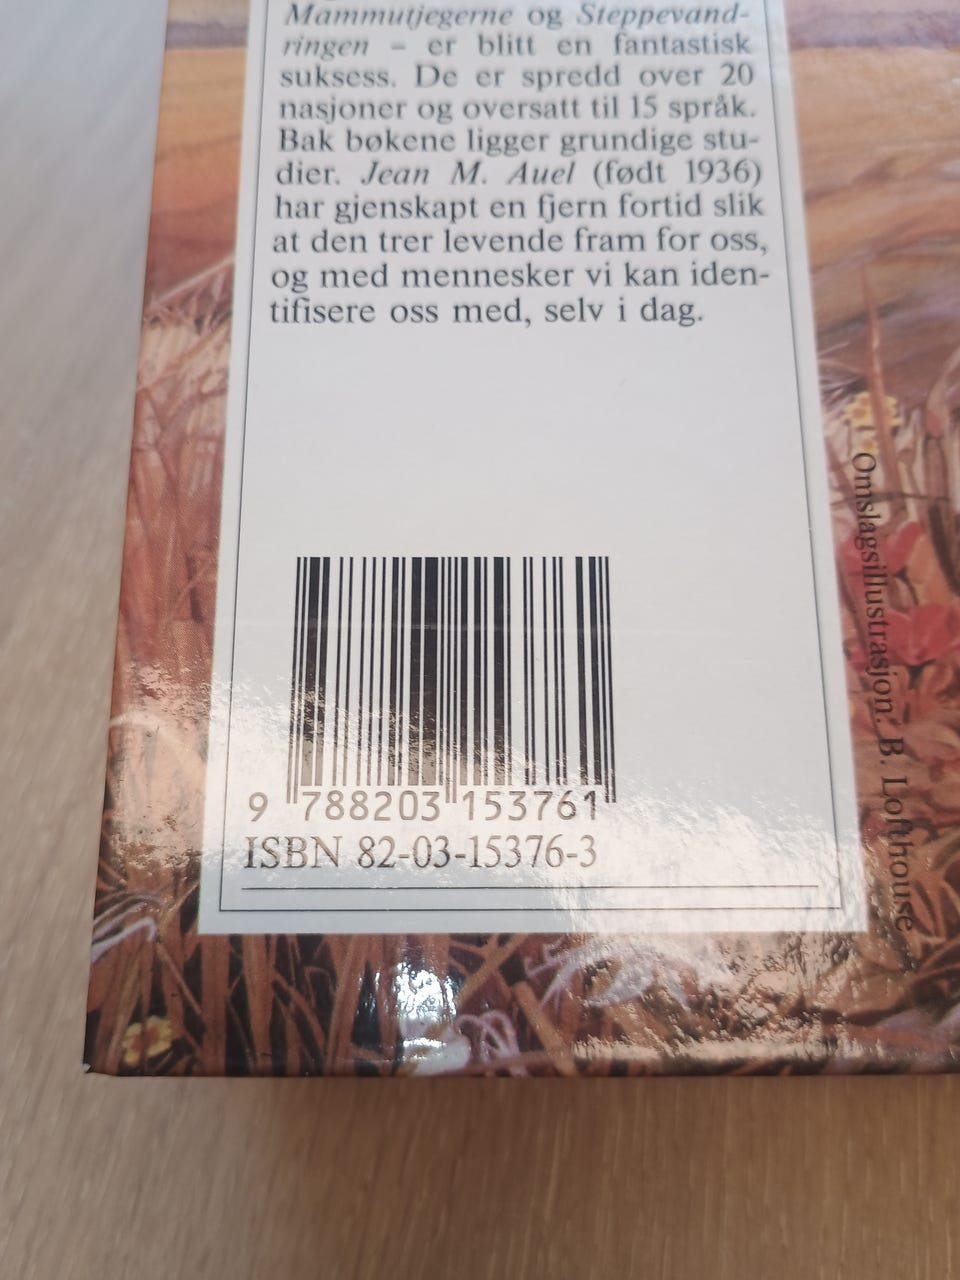 Mammutjegerne og Steppevand-
ringen – er blitt en fantastisk
suksess. De er spredd over 20
nasjoner og oversatt til 15 språk.
Bak bøkene ligger grundige stu-
dier. Jean M. Auel (født 1936)
har gjenskapt en fjern fortid slik
at den trer levende fram for oss,
og med mennesker vi kan iden-
tifisere oss med, selv i dag.
9 788203 153761
ISBN 82-03-15376-3
Omslagsillustrasjon: B. Lofthouse